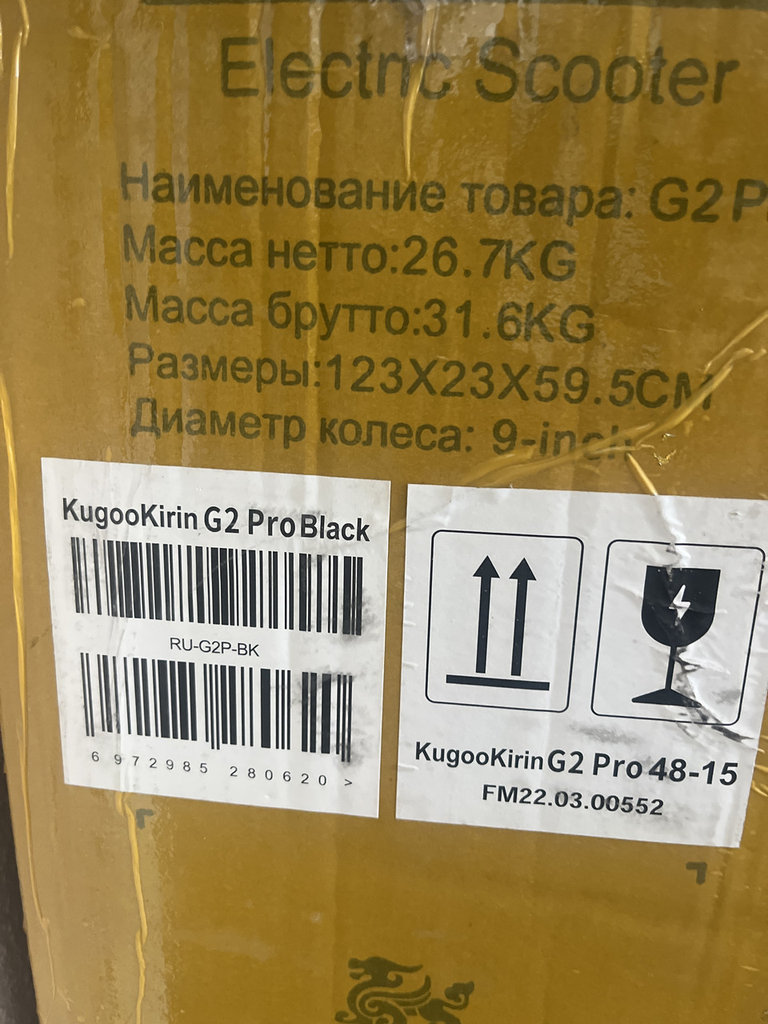 Electric Scooter
Наименование товара: G2 P
Масса нетто:26.7KG
Масса брутто:31.6KG
Размеры:123X23X59.5CM
Диаметр колеса: 9-inch
KugooKirin G2 Pro Black
RU-G2P-BK
6 972985 280620 >
KugooKirin G2 Pro 48-15
FM22.03.00552